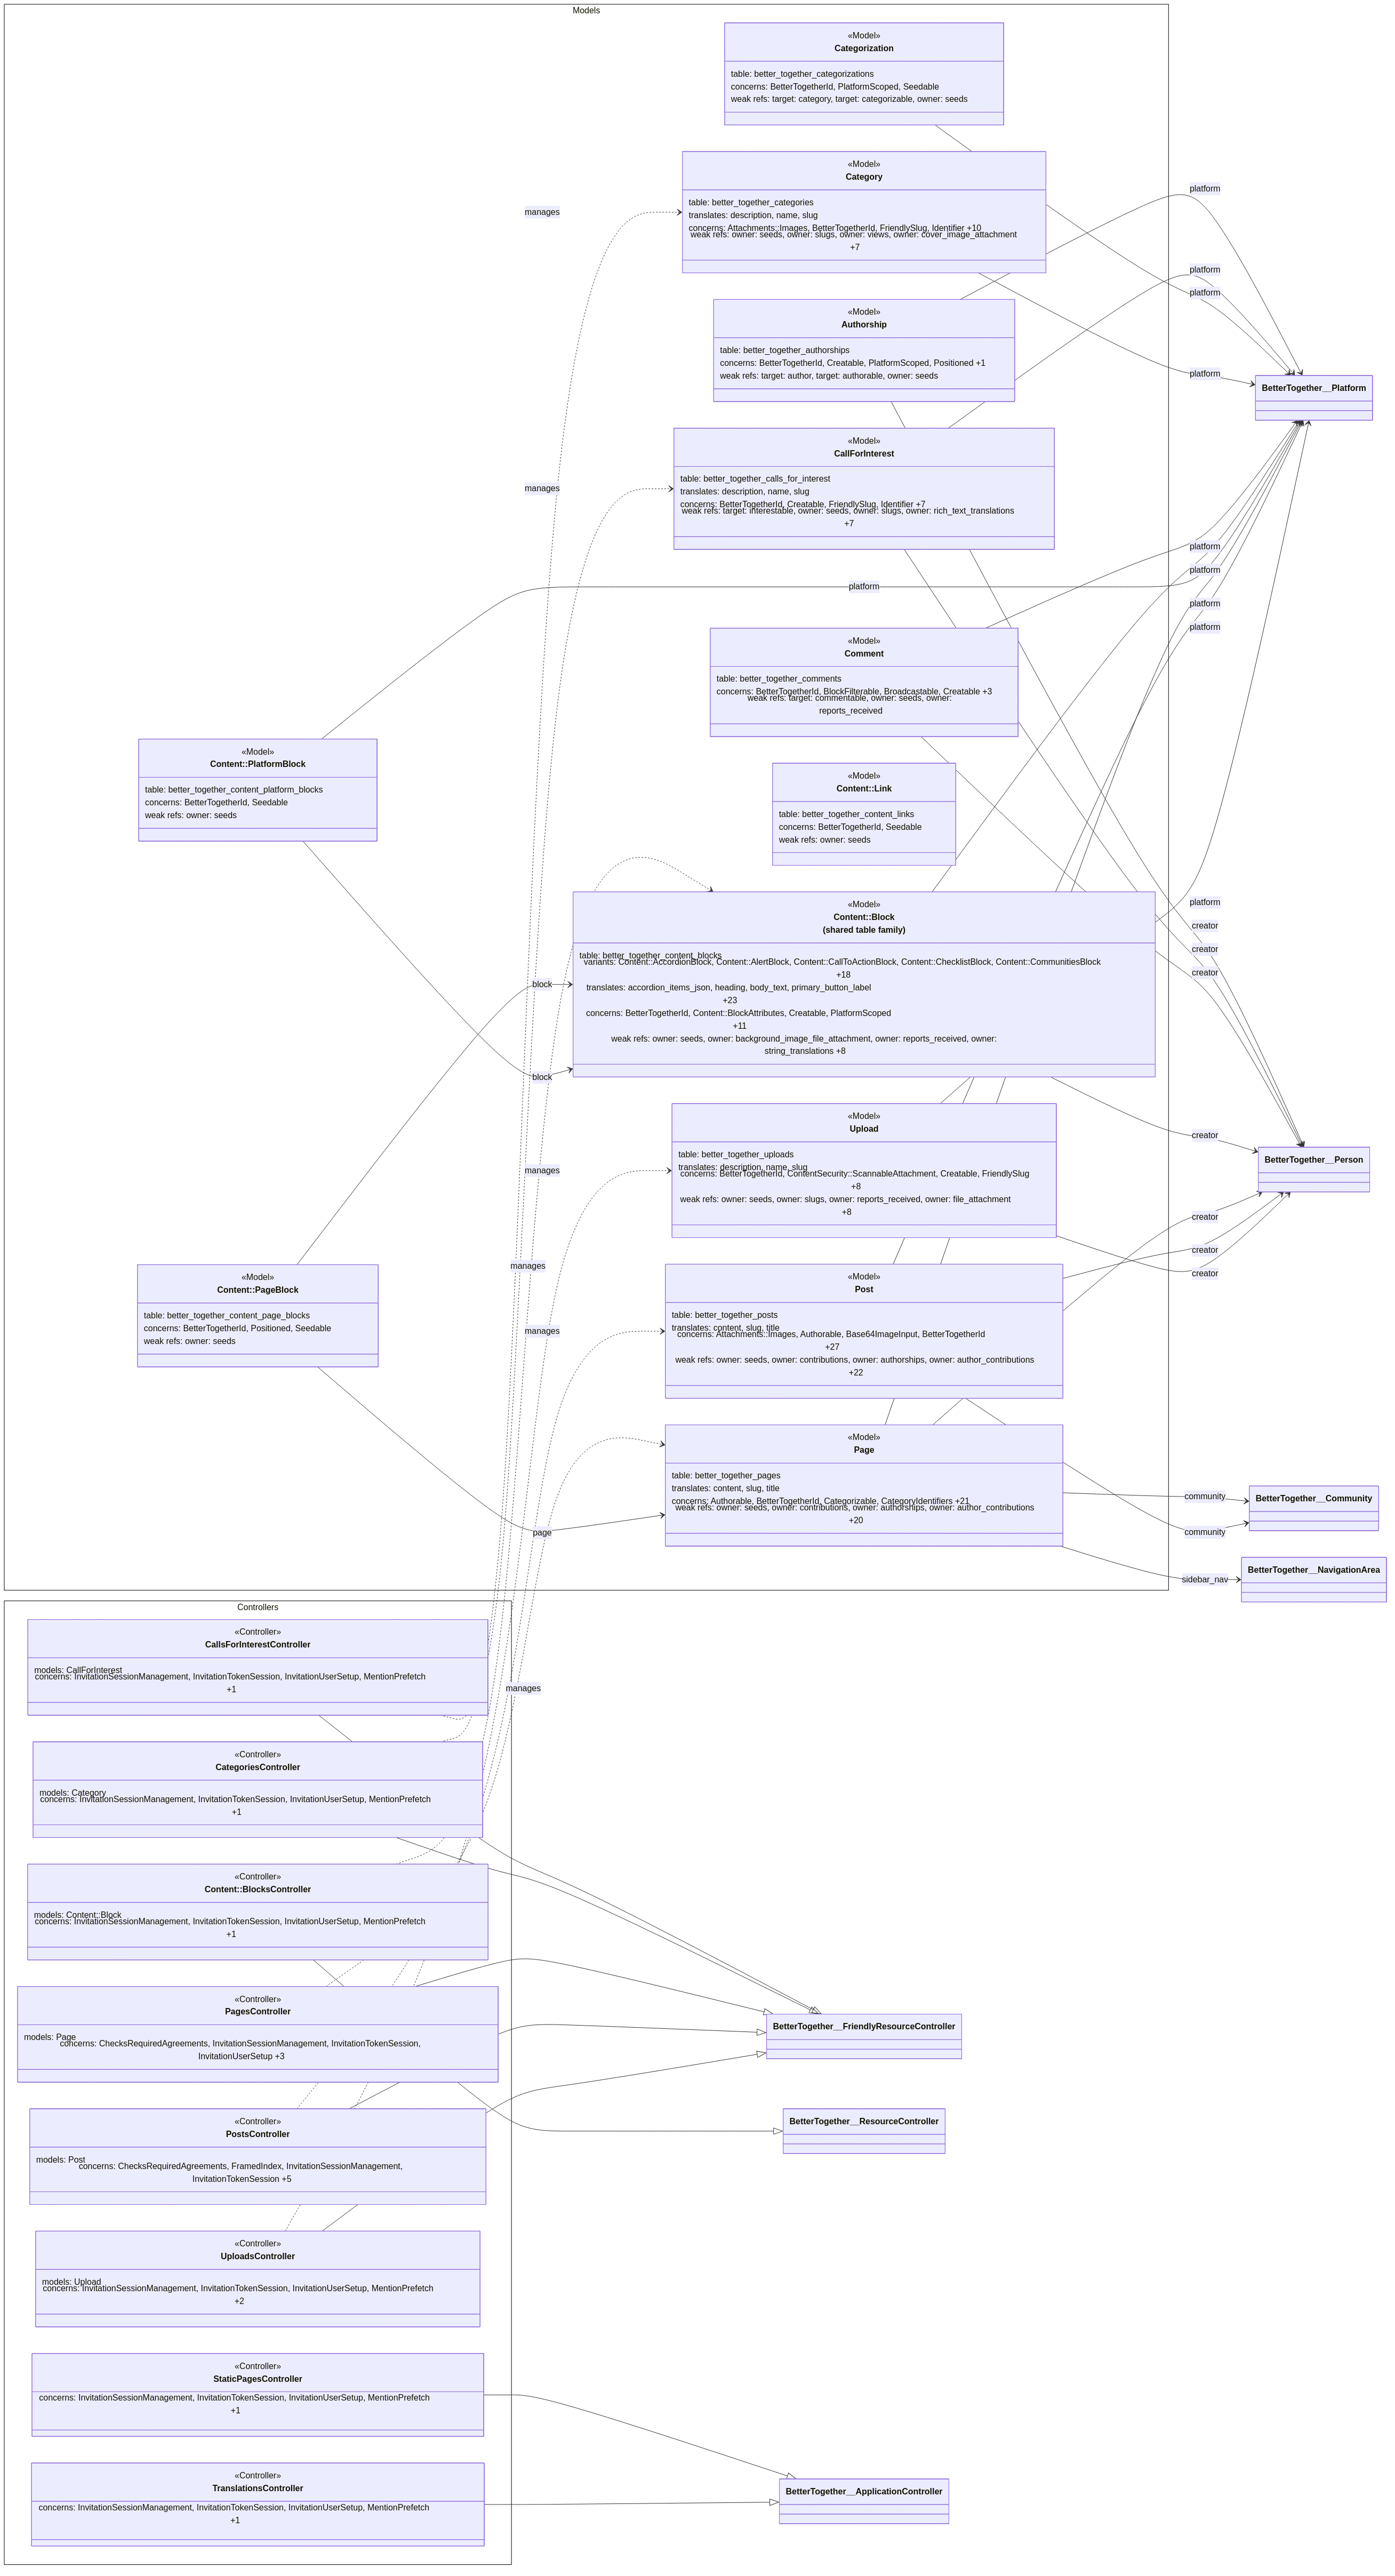 Models
«Model»
Categorization
table: better_together_categorizations
concerns: BetterTogetherId, PlatformScoped, Seedable
weak refs: target: category, target: categorizable, owner: seeds
«Model»
Category
table: better_together_categories
translates: description, name, slug
concerns: Attachments::Images, BetterTogetherId, FriendlySlug, Identifier +10
weak refs: owner: seeds, owner: slugs, owner: views, owner: cover_image_attachment
+7
«Model»
Authorship
table: better_together_authorships
concerns: BetterTogetherId, Creatable, PlatformScoped, Positioned +1
weak refs: target: author, target: authorable, owner: seeds
«Model»
CallForInterest
table: better_together_calls_for_interest
translates: description, name, slug
concerns: BetterTogetherId, Creatable, FriendlySlug, Identifier +7
weak refs: target: interestable, owner: seeds, owner: slugs, owner: rich_text_translations
+7
«Model»
Comment
table: better_together_comments
concerns: BetterTogetherId, BlockFilterable, Broadcastable, Creatable +3
weak refs: target: commentable, owner: seeds, owner:
reports_received
«Model»
Content::PlatformBlock
table: better_together_content_platform_blocks
concerns: BetterTogetherId, Seedable
weak refs: owner: seeds
«Model»
Content::Link
table: better_together_content_links
concerns: BetterTogetherId, Seedable
weak refs: owner: seeds
«Model»
Content::Block
(shared table family)
table: better_together_content_blocks
variants: Content::AccordionBlock, Content::AlertBlock, Content::CallToActionBlock, Content::ChecklistBlock, Content::CommunitiesBlock
+18
translates: accordion_items_json, heading, body_text, primary_button_label
+23
concerns: BetterTogetherId, Content::BlockAttributes, Creatable, PlatformScoped
+11
weak refs: owner: seeds, owner: background_image_file_attachment, owner: reports_received, owner:
string_translations +8
«Model»
Upload
table: better_together_uploads
translates: description, name, slug
concerns: BetterTogetherId, ContentSecurity::ScannableAttachment, Creatable, FriendlySlug
+8
weak refs: owner: seeds, owner: slugs, owner: reports_received, owner: file_attachment
+8
«Model»
Content::PageBlock
table: better_together_content_page_blocks
concerns: BetterTogetherId, Positioned, Seedable
weak refs: owner: seeds
«Model»
Post
table: better_together_posts
translates: content, slug, title
concerns: Attachments::Images, Authorable, Base64ImageInput, BetterTogetherId
+27
weak refs: owner: seeds, owner: contributions, owner: authorships, owner: author_contributions
+22
«Model»
Page
table: better_together_pages
translates: content, slug, title
concerns: Authorable, BetterTogetherId, Categorizable, CategoryIdentifiers +21
weak refs: owner: seeds, owner: contributions, owner: authorships, owner: author_contributions
+20
manages
manages
manages
manages
manages
manages
block
block
page
platform
platform
platform
platform
platform
platform
platform
platform
platform
platform
creator
creator
creator
creator
creator
creator
creator
community
community
sidebar_nav
BetterTogether__Platform
BetterTogether__Person
BetterTogether__Community
BetterTogether__NavigationArea
Controllers
«Controller»
CallsForInterestController
models: CallForInterest
concerns: InvitationSessionManagement, InvitationTokenSession, InvitationUserSetup, MentionPrefetch
+1
«Controller»
CategoriesController
models: Category
concerns: InvitationSessionManagement, InvitationTokenSession, InvitationUserSetup, MentionPrefetch
+1
«Controller»
Content::BlocksController
models: Content::Block
concerns: InvitationSessionManagement, InvitationTokenSession, InvitationUserSetup, MentionPrefetch
+1
«Controller»
PagesController
models: Page
concerns: ChecksRequiredAgreements, InvitationSessionManagement, InvitationTokenSession,
InvitationUserSetup +3
«Controller»
PostsController
models: Post
concerns: ChecksRequiredAgreements, FramedIndex, InvitationSessionManagement,
InvitationTokenSession +5
«Controller»
UploadsController
models: Upload
concerns: InvitationSessionManagement, InvitationTokenSession, InvitationUserSetup, MentionPrefetch
+2
«Controller»
StaticPagesController
concerns: InvitationSessionManagement, InvitationTokenSession, InvitationUserSetup, MentionPrefetch
+1
«Controller»
TranslationsController
concerns: InvitationSessionManagement, InvitationTokenSession, InvitationUserSetup, MentionPrefetch
+1
BetterTogether__FriendlyResourceController
BetterTogether__ResourceController
BetterTogether__ApplicationController